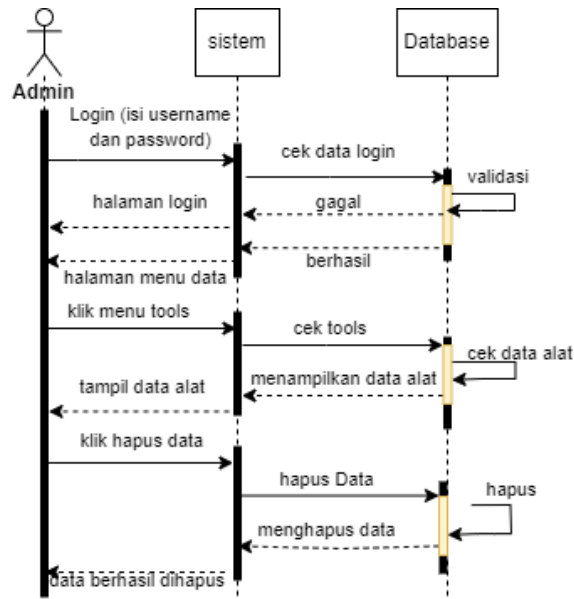 sistem
Database
Admin
Login (isi username
dan password)
cek data login
validasi
halaman login
gagal
berhasil
halaman menu data
klik menu tools
cek tools
cek data alat
menampilkan data alat
tampil data alat
klik hapus data
hapus Data
hapus
menghapus data
data berhasil dihapus